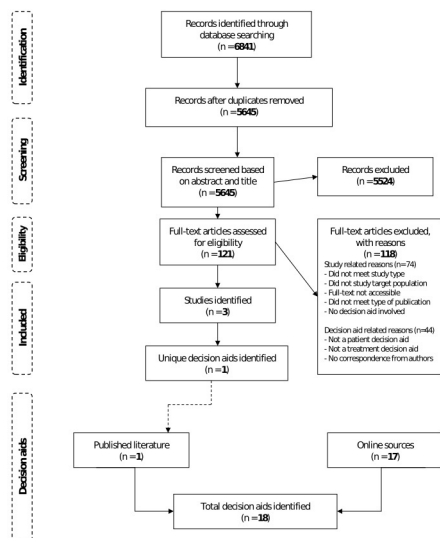 Identification
Records identified through
database searching
(n = 6841)
Records after duplicates removed
(n = 5645)
Screening
Records screened based
on abstract and title
(n = 5645)
Records excluded
(n = 5524)
Eligibility
Full-text articles assessed
for eligibility
(n = 121)
Full-text articles excluded,
with reasons
(n = 118)
Study related reasons (n=74)
- Did not meet study type
- Did not study target population
- Full-text not accessible
- Did not meet type of publication
- No decision aid involved
Decision aid related reasons (n=44)
- Not a patient decision aid
- Not a treatment decision aid
- No correspondence from authors
Included
Studies identified
(n = 3)
Unique decision aids identified
(n = 1)
Decision aids
Published literature
(n = 1)
Online sources
(n = 17)
Total decision aids identified
(n = 18)